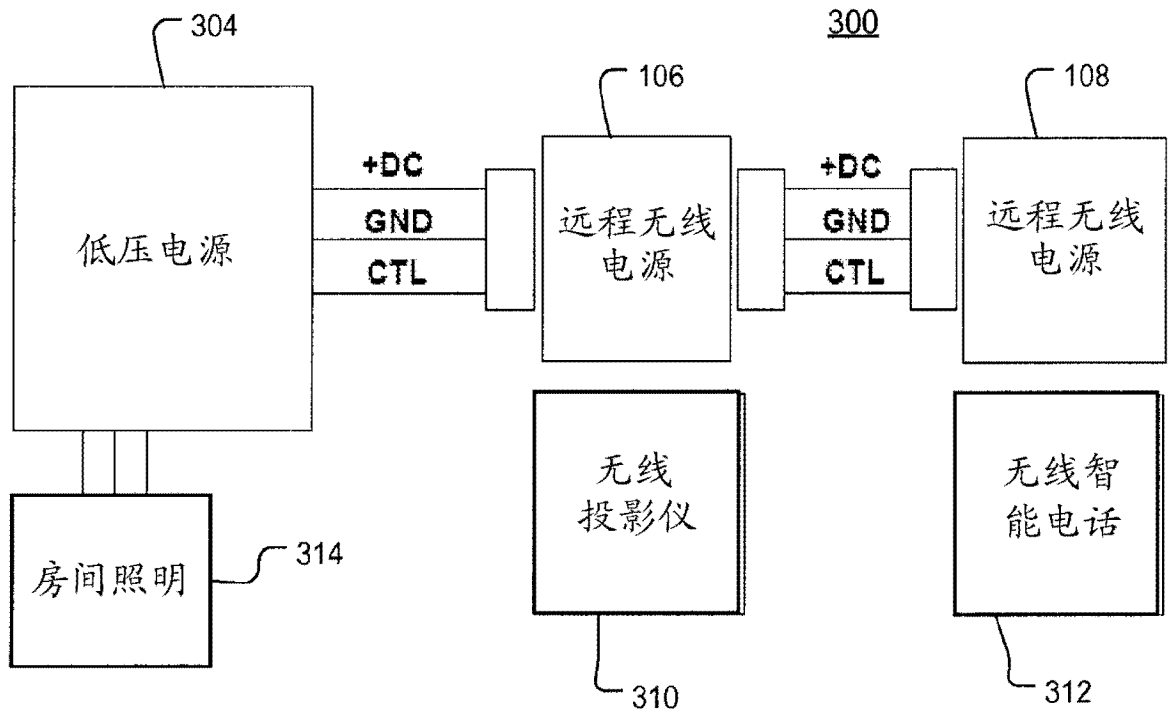 300
304
106
108
+DC
GND
CTL
+DC
GND
CTL
低压电源
远程无线
电源
远程无线
电源
无线
投影仪
无线智
能电话
房间照明
314
310
312